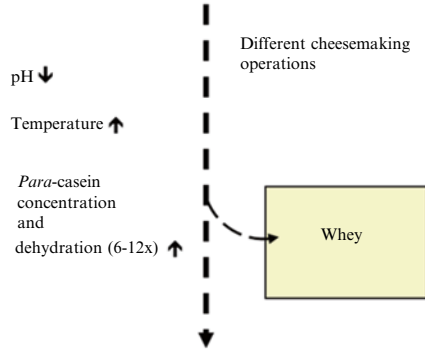 Different cheesemaking
operations
pH ↓
Temperature ↑
Para-casein
concentration
and
dehydration (6-12x) ↑
Whey